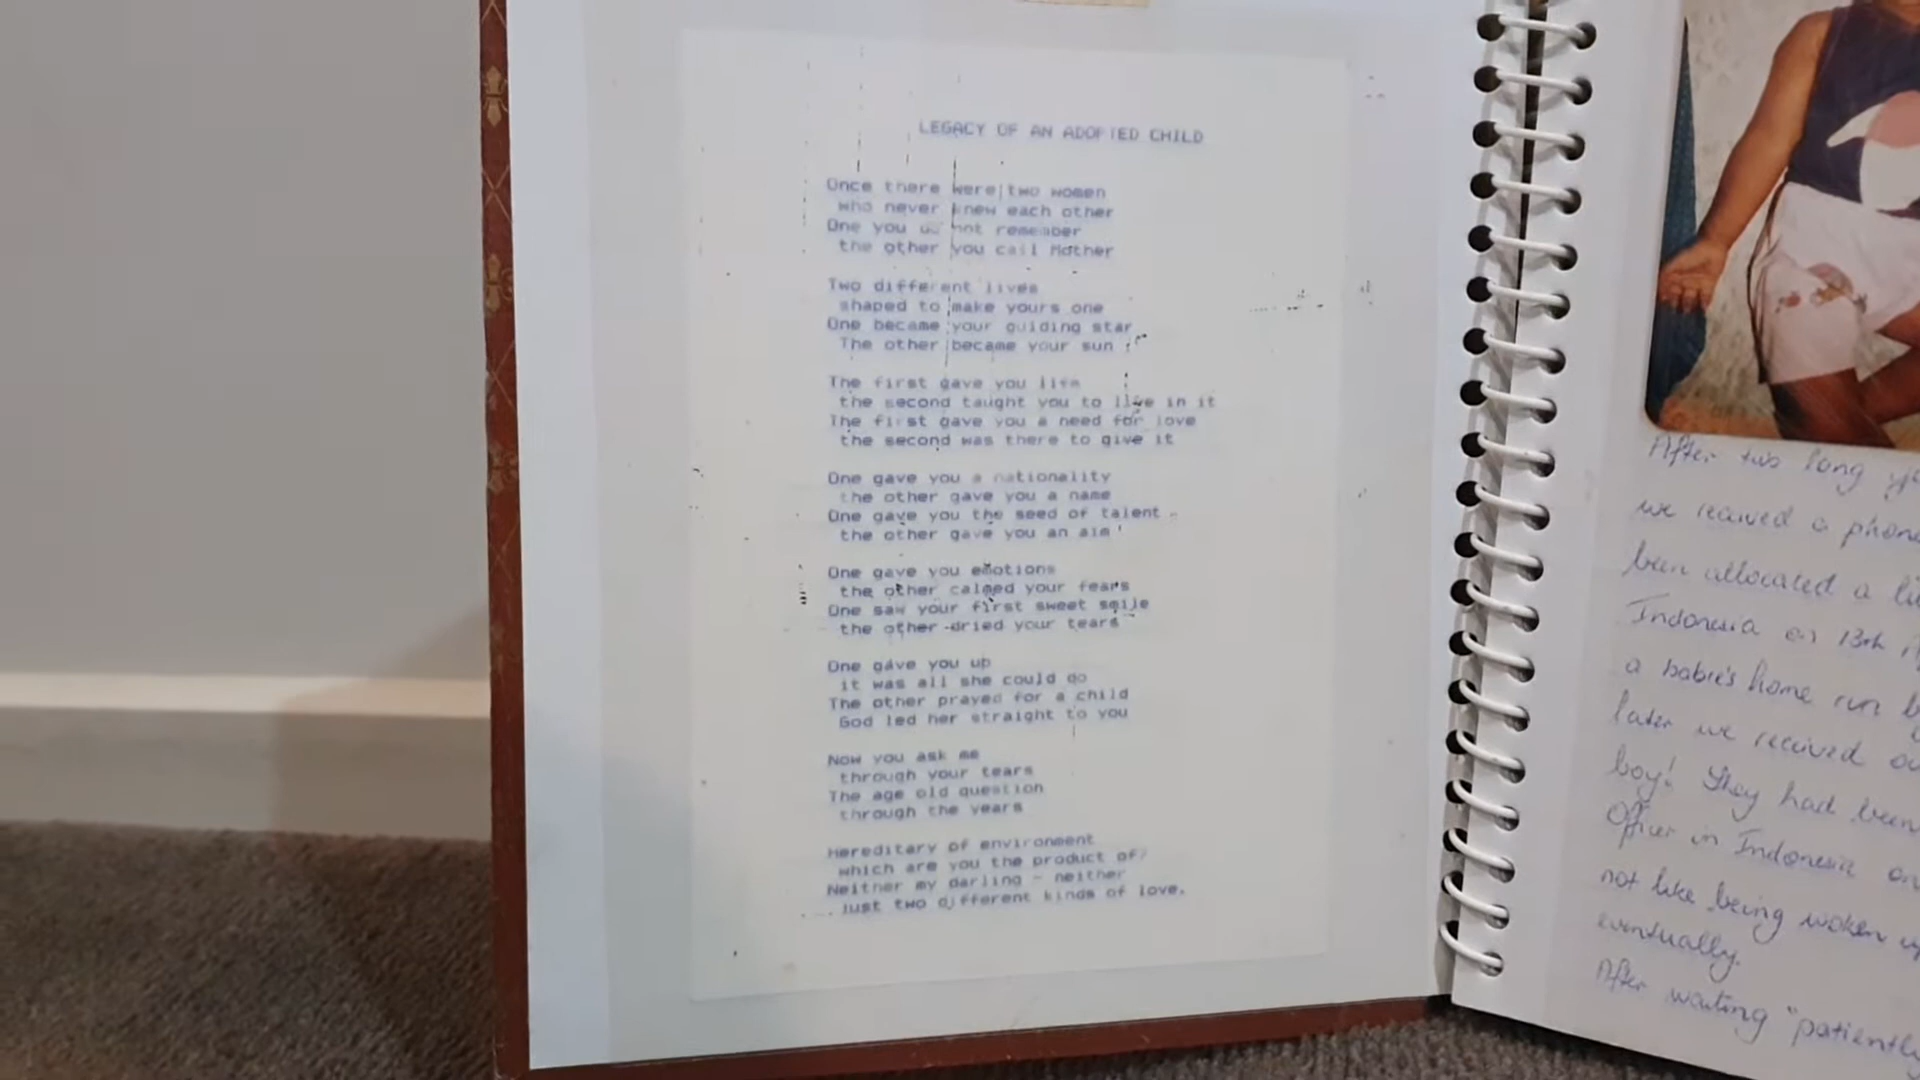 LEGACY OF AN ADOPTED CHILD
Once there were two women
who never knew each other
One you do not remember
the other you call Mother
Two different lives
shaped to make yours one
One became your guiding star
The other became your sun
The first gave you life
the second taught you to live in it
The first gave you a need for love
the second was there to give it
One gave you a nationality
the other gave you a name
One gave you the seed of talent
the other gave you an aim
One gave you emotions
the other calmed your fears
One saw your first sweet smile
the other dried your tears
One gave you up
it was all she could do
The other prayed for a child
God led her straight to you
Now you ask me
through your tears
The age old question
through the years
Hereditary of environment
which are you the product of?
Neither my darling - neither
Just two different kinds of love.
After two long
we received a phone
been allocated a
Indonesia on 13th
a babie's home run
later we received
boy! They had been
Officer in Indonesia
not like being woken
eventually.
After waiting "patiently